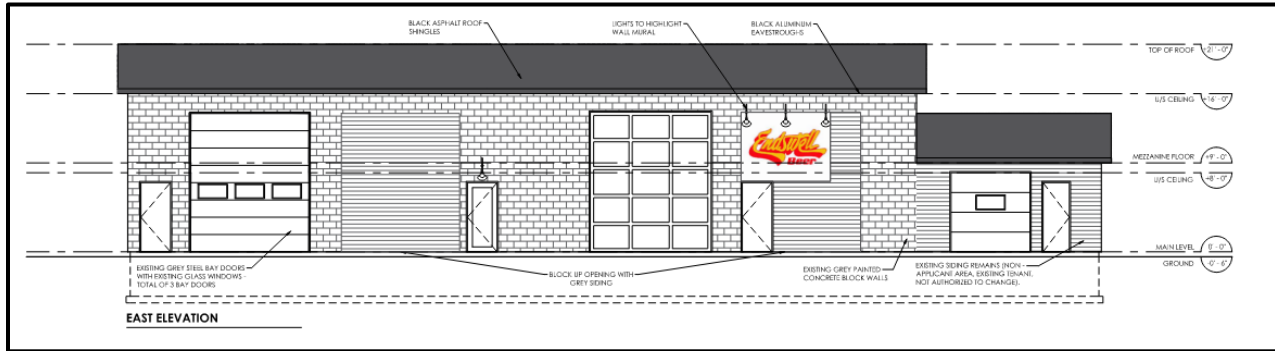 BLACK ASPHALT ROOF
SHINGLES
LIGHTS TO HIGHLIGHT
WALL MURAL
BLACK ALUMINUM
EAVESTROUGHS
TOP OF ROOF
+21' - 0"
U/S CEILING
+16' - 0"
MEZZANINE FLOOR
+9' - 0"
U/S CEILING
+8' - 0"
MAIN LEVEL
0' - 0"
GROUND
-0' - 6"
Endswell
Beer
EXISTING GREY STEEL BAY DOORS
WITH EXISTING GLASS WINDOWS -
TOTAL OF 3 BAY DOORS
BLOCK UP OPENING WITH
GREY SIDING
EXISTING GREY PAINTED
CONCRETE BLOCK WALLS
EXISTING SIDING REMAINS (NON -
APPLICANT AREA, EXISTING TENANT,
NOT AUTHORIZED TO CHANGE).
EAST ELEVATION